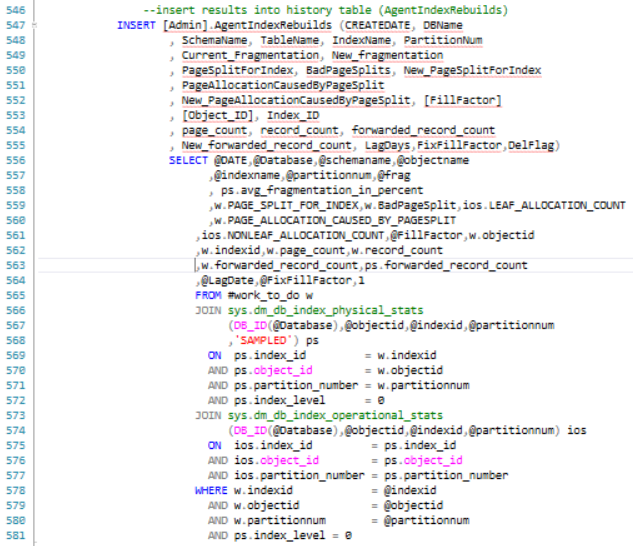 546 --insert results into history table (AgentIndexRebuilds)
547 INSERT [Admin].AgentIndexRebuilds (CREATEDATE, DBName
548 , SchemaName, TableName, IndexName, PartitionNum
549 , Current_Fragmentation, New_fragmentation
550 , PageSplitForIndex, BadPageSplits, New_PageSplitForIndex
551 , PageAllocationCausedByPageSplit
552 , New_PageAllocationCausedByPageSplit, [FillFactor]
553 , [Object_ID], Index_ID
554 , page_count, record_count, forwarded_record_count
555 , New_forwarded_record_count, LagDays,FixFillFactor,DelFlag)
556 SELECT @DATE,@Database,@schemaname,@objectname
557 ,@indexname,@partitionnum,@frag
558 , ps.avg_fragmentation_in_percent
559 ,w.PAGE_SPLIT_FOR_INDEX,w.BadPageSplit,ios.LEAF_ALLOCATION_COUNT
560 ,w.PAGE_ALLOCATION_CAUSED_BY_PAGESPLIT
561 ,ios.NONLEAF_ALLOCATION_COUNT,@FillFactor,w.objectid
562 ,w.indexid,w.page_count,w.record_count
563 ,w.forwarded_record_count,ps.forwarded_record_count
564 ,@LagDate,@FixFillFactor,1
565 FROM #work_to_do w
566 JOIN sys.dm_db_index_physical_stats
567 (DB_ID(@Database),@objectid,@indexid,@partitionnum
568 ,'SAMPLED') ps
569 ON ps.index_id = w.indexid
570 AND ps.object_id = w.objectid
571 AND ps.partition_number = w.partitionnum
572 AND ps.index_level = 0
573 JOIN sys.dm_db_index_operational_stats
574 (DB_ID(@Database),@objectid,@indexid,@partitionnum) ios
575 ON ios.index_id = ps.index_id
576 AND ios.object_id = ps.object_id
577 AND ios.partition_number = ps.partition_number
578 WHERE w.indexid = @indexid
579 AND w.objectid = @objectid
580 AND w.partitionnum = @partitionnum
581 AND ps.index_level = 0